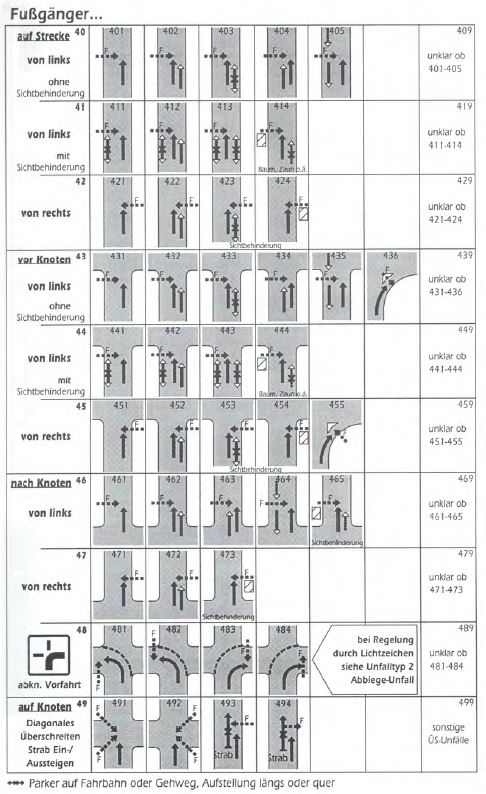 Fußgänger...
auf Strecke 40 401 402 403 404 405 409
von links F F F F F unklar ob
ohne 401-405
Sichtbehinderung
41 411 412 413 414 419
von links F F F F unklar ob
mit 411-414
Sichtbehinderung Baum, Zaun o.ä.
42 421 422 423 424 429
von rechts F F F F unklar ob
421-424
Sichtbehinderung
vor Knoten 43 431 432 433 434 435 436 439
von links F F F F F F unklar ob
ohne 431-436
Sichtbehinderung
44 441 442 443 444 449
von links F F F F unklar ob
mit 441-444
Sichtbehinderung Baum, Zaun o.ä.
45 451 452 453 454 455 459
von rechts F F F F F unklar ob
451-455
Sichtbehinderung
nach Knoten 46 461 462 463 464 465 469
von links F F F F F unklar ob
461-465
Sichtbehinderung
47 471 472 473 479
von rechts F F F unklar ob
471-473
Sichtbehinderung
48 481 482 483 484 489
F F F F bei Regelung unklar ob
durch Lichtzeichen 481-484
siehe Unfalltyp 2
abkn. Vorfahrt Abbiege-Unfall
auf Knoten 49 491 492 493 494 499
Diagonales F F F F F F sonstige
Überschreiten ÜS-Unfälle
Strab Ein-/ Strab Strab
Aussteigen
Parker auf Fahrbahn oder Gehweg, Aufstellung längs oder quer